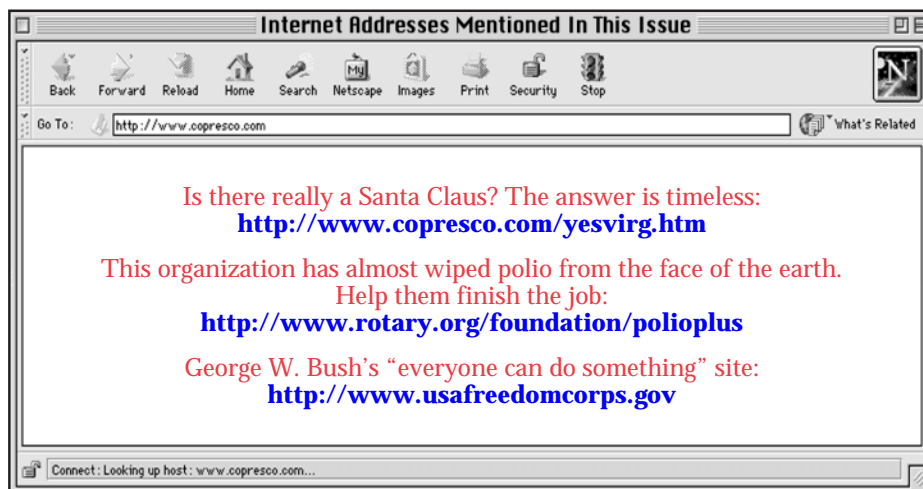 Internet Addresses Mentioned In This Issue
Back Forward Reload Home Search My Netscape Images Print Security Stop N
Go To: http://www.copresco.com What's Related
Is there really a Santa Claus? The answer is timeless:
http://www.copresco.com/yesvirg.htm
This organization has almost wiped polio from the face of the earth.
Help them finish the job:
http://www.rotary.org/foundation/polioplus
George W. Bush’s “everyone can do something” site:
http://www.usafreedomcorps.gov
Connect: Looking up host: www.copresco.com...